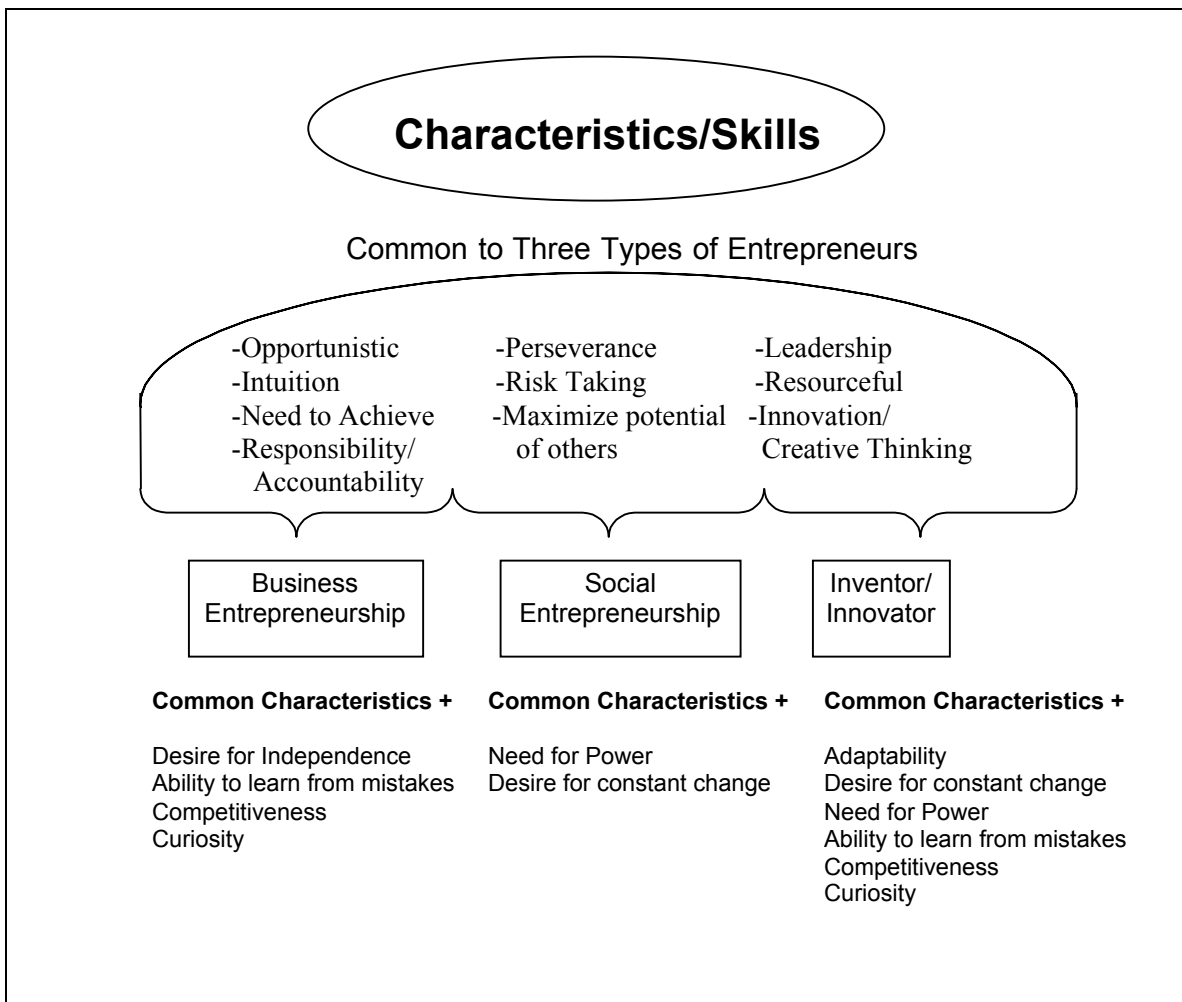 Characteristics/Skills
Common to Three Types of Entrepreneurs
-Opportunistic
-Intuition
-Need to Achieve
-Responsibility/
Accountability
-Perseverance
-Risk Taking
-Maximize potential
of others
-Leadership
-Resourceful
-Innovation/
Creative Thinking
Business
Entrepreneurship
Social
Entrepreneurship
Inventor/
Innovator
Common Characteristics +
Desire for Independence
Ability to learn from mistakes
Competitiveness
Curiosity
Common Characteristics +
Need for Power
Desire for constant change
Common Characteristics +
Adaptability
Desire for constant change
Need for Power
Ability to learn from mistakes
Competitiveness
Curiosity